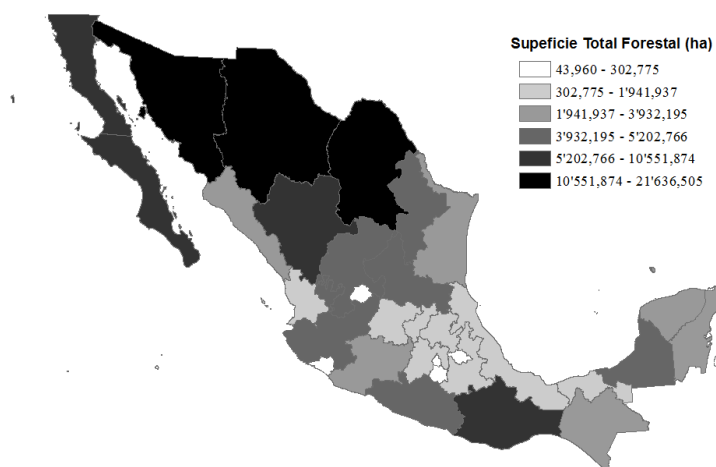 Supeficie Total Forestal (ha)
43,960 - 302,775
302,775 - 1'941,937
1'941,937 - 3'932,195
3'932,195 - 5'202,766
5'202,766 - 10'551,874
10'551,874 - 21'636,505